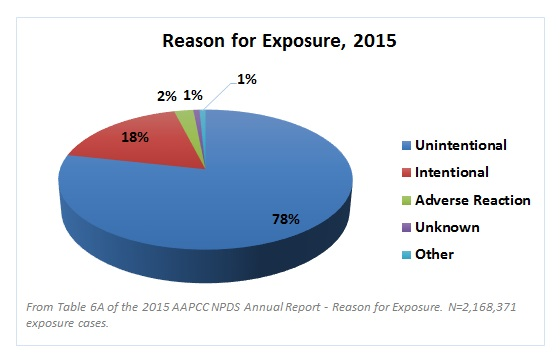 Reason for Exposure, 2015
2% 1% 1%
18%
78%
Unintentional
Intentional
Adverse Reaction
Unknown
Other
From Table 6A of the 2015 AAPCC NPDS Annual Report - Reason for Exposure. N=2,168,371
exposure cases.